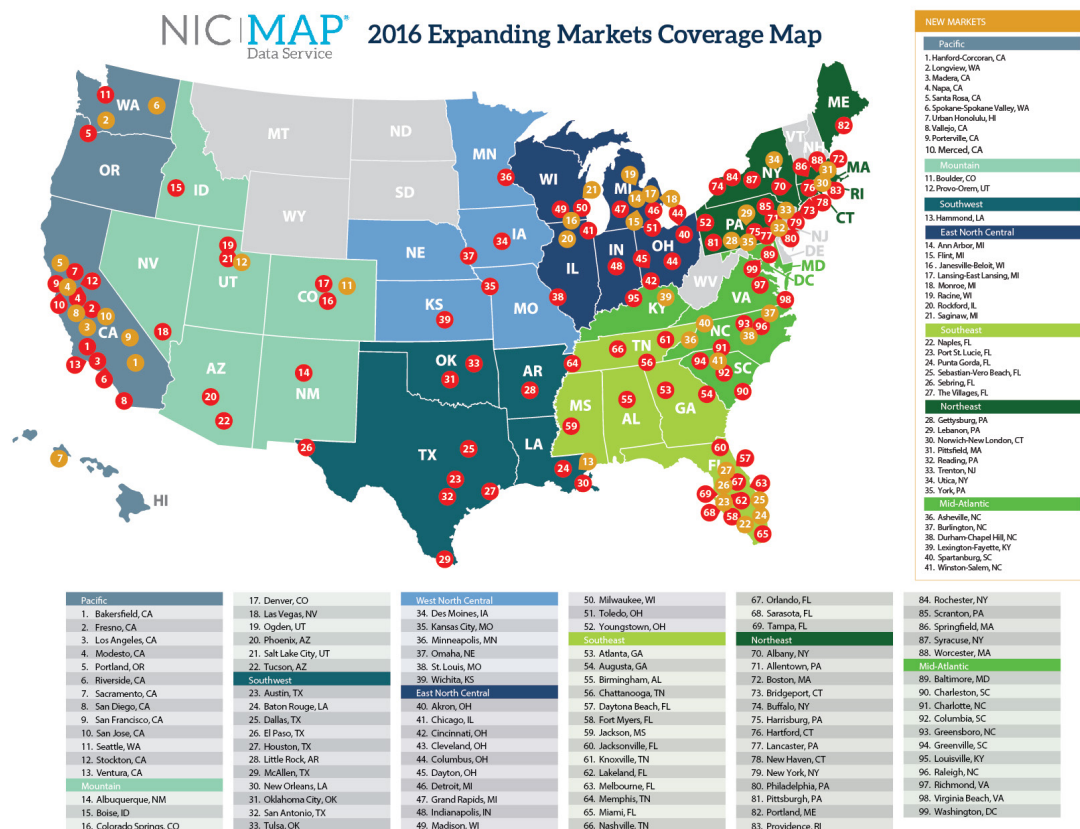 NIC MAP®
Data Service
2016 Expanding Markets Coverage Map
NEW MARKETS
Pacific
1. Hanford-Corcoran, CA
2. Longview, WA
3. Madera, CA
4. Napa, CA
5. Santa Rosa, CA
6. Spokane-Spokane Valley, WA
7. Urban Honolulu, HI
8. Vallejo, CA
9. Porterville, CA
10. Merced, CA
Mountain
11. Boulder, CO
12. Provo-Orem, UT
Southwest
13. Hammond, LA
East North Central
14. Ann Arbor, MI
15. Flint, MI
16. Janesville-Beloit, WI
17. Lansing-East Lansing, MI
18. Monroe, MI
19. Racine, WI
20. Rockford, IL
21. Saginaw, MI
Southeast
22. Naples, FL
23. Port St. Lucie, FL
24. Punta Gorda, FL
25. Sebastian-Vero Beach, FL
26. Sebring, FL
27. The Villages, FL
Northeast
28. Gettysburg, PA
29. Lebanon, PA
30. Norwich-New London, CT
31. Pittsfield, MA
32. Reading, PA
33. Trenton, NJ
34. Utica, NY
35. York, PA
Mid-Atlantic
36. Asheville, NC
37. Burlington, NC
38. Durham-Chapel Hill, NC
39. Lexington-Fayette, KY
40. Spartanburg, SC
41. Winston-Salem, NC
WA
OR
ID
MT
ND
SD
WY
NV
UT
CO
CA
AZ
NM
HI
MN
NE
IA
KS
MO
WI
MI
IL
IN
OH
OK
AR
TX
LA
MS
AL
GA
TN
FL
KY
WV
VA
NC
SC
PA
NY
VT
NH
ME
MA
RI
CT
NJ
DE
MD
DC
Pacific
1. Bakersfield, CA
2. Fresno, CA
3. Los Angeles, CA
4. Modesto, CA
5. Portland, OR
6. Riverside, CA
7. Sacramento, CA
8. San Diego, CA
9. San Francisco, CA
10. San Jose, CA
11. Seattle, WA
12. Stockton, CA
13. Ventura, CA
Mountain
14. Albuquerque, NM
15. Boise, ID
16. Colorado Springs, CO
17. Denver, CO
18. Las Vegas, NV
19. Ogden, UT
20. Phoenix, AZ
21. Salt Lake City, UT
22. Tucson, AZ
Southwest
23. Austin, TX
24. Baton Rouge, LA
25. Dallas, TX
26. El Paso, TX
27. Houston, TX
28. Little Rock, AR
29. McAllen, TX
30. New Orleans, LA
31. Oklahoma City, OK
32. San Antonio, TX
33. Tulsa, OK
West North Central
34. Des Moines, IA
35. Kansas City, MO
36. Minneapolis, MN
37. Omaha, NE
38. St. Louis, MO
39. Wichita, KS
East North Central
40. Akron, OH
41. Chicago, IL
42. Cincinnati, OH
43. Cleveland, OH
44. Columbus, OH
45. Dayton, OH
46. Detroit, MI
47. Grand Rapids, MI
48. Indianapolis, IN
49. Madison, WI
50. Milwaukee, WI
51. Toledo, OH
52. Youngstown, OH
Southeast
53. Atlanta, GA
54. Augusta, GA
55. Birmingham, AL
56. Chattanooga, TN
57. Daytona Beach, FL
58. Fort Myers, FL
59. Jackson, MS
60. Jacksonville, FL
61. Knoxville, TN
62. Lakeland, FL
63. Melbourne, FL
64. Memphis, TN
65. Miami, FL
66. Nashville, TN
67. Orlando, FL
68. Sarasota, FL
69. Tampa, FL
Northeast
70. Albany, NY
71. Allentown, PA
72. Boston, MA
73. Bridgeport, CT
74. Buffalo, NY
75. Harrisburg, PA
76. Hartford, CT
77. Lancaster, PA
78. New Haven, CT
79. New York, NY
80. Philadelphia, PA
81. Pittsburgh, PA
82. Portland, ME
83. Providence, RI
84. Rochester, NY
85. Scranton, PA
86. Springfield, MA
87. Syracuse, NY
88. Worcester, MA
Mid-Atlantic
89. Baltimore, MD
90. Charleston, SC
91. Charlotte, NC
92. Columbia, SC
93. Greensboro, NC
94. Greenville, SC
95. Louisville, KY
96. Raleigh, NC
97. Richmond, VA
98. Virginia Beach, VA
99. Washington, DC